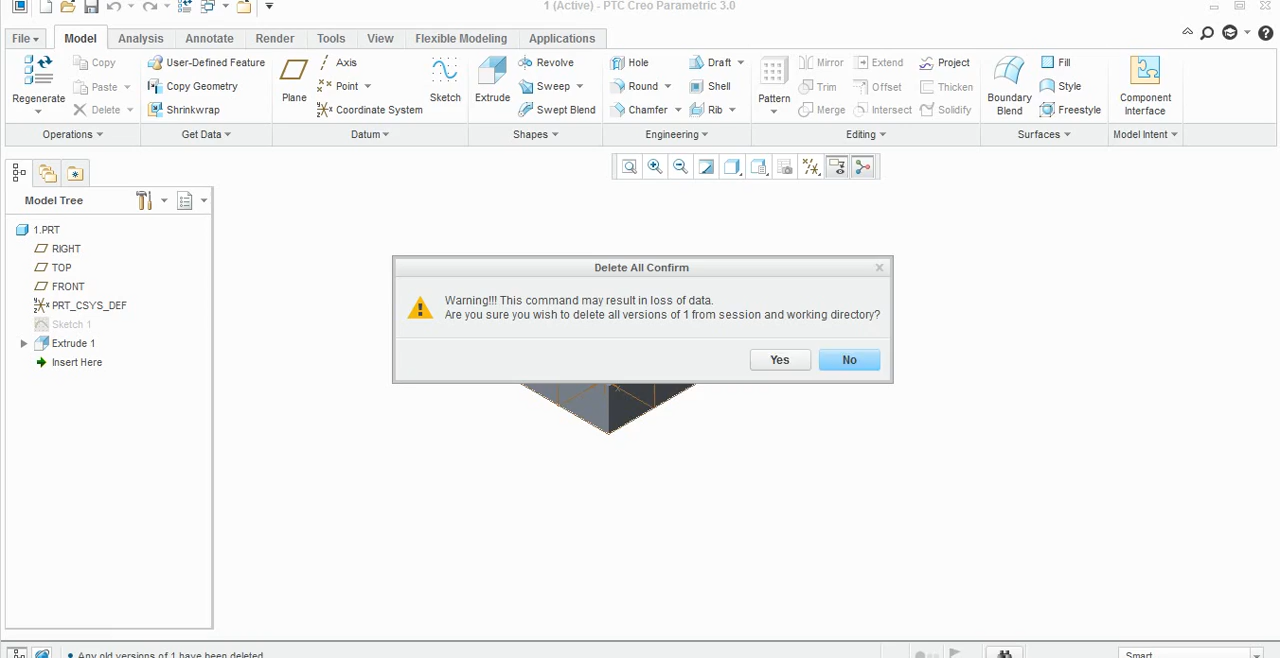 1 (Active) - PTC Creo Parametric 3.0
File Model Analysis Annotate Render Tools View Flexible Modeling Applications
Regenerate
Copy
Paste
Delete
Operations
User-Defined Feature
Copy Geometry
Shrinkwrap
Get Data
Plane
Axis
Point
Coordinate System
Sketch
Datum
Extrude
Revolve
Sweep
Swept Blend
Shapes
Hole
Round
Chamfer
Draft
Shell
Rib
Engineering
Pattern
Mirror
Trim
Merge
Extend
Offset
Intersect
Project
Thicken
Solidify
Editing
Boundary
Blend
Fill
Style
Freestyle
Surfaces
Component
Interface
Model Intent
Model Tree
1.PRT
RIGHT
TOP
FRONT
PRT_CSYS_DEF
Sketch 1
Extrude 1
Insert Here
Delete All Confirm
Warning!!! This command may result in loss of data.
Are you sure you wish to delete all versions of 1 from session and working directory?
Yes No
Any old versions of 1 have been deleted
Smart